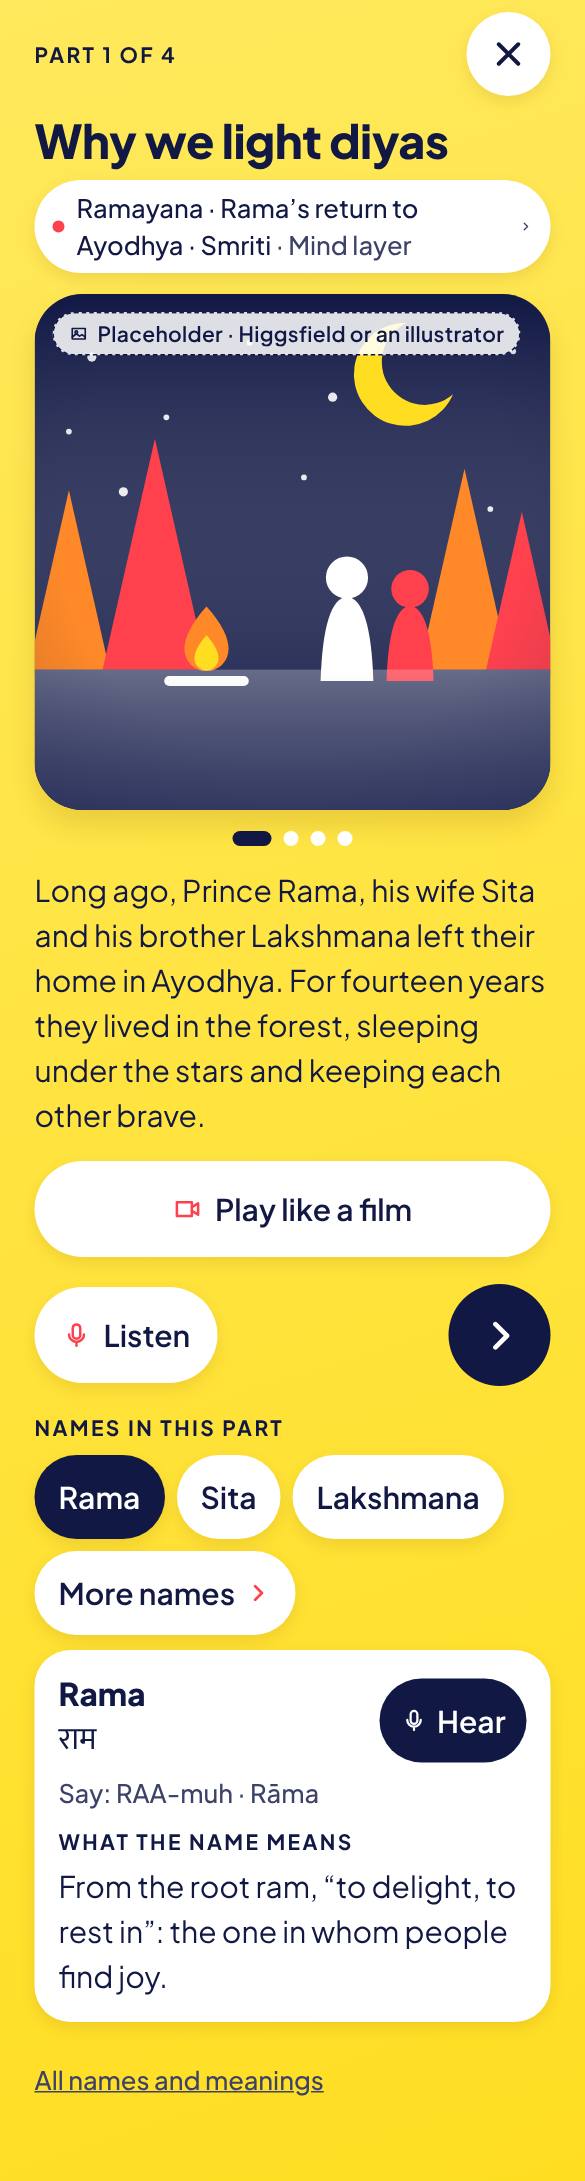 PART 1 OF 4
Why we light diyas
Ramayana · Rama’s return to
Ayodhya · Smriti · Mind layer
Placeholder · Higgsfield or an illustrator
Long ago, Prince Rama, his wife Sita
and his brother Lakshmana left their
home in Ayodhya. For fourteen years
they lived in the forest, sleeping
under the stars and keeping each
other brave.
Play like a film
Listen
NAMES IN THIS PART
Rama Sita Lakshmana
More names
Rama
राम
Hear
Say: RAA-muh · Rāma
WHAT THE NAME MEANS
From the root ram, “to delight, to
rest in”: the one in whom people
find joy.
All names and meanings